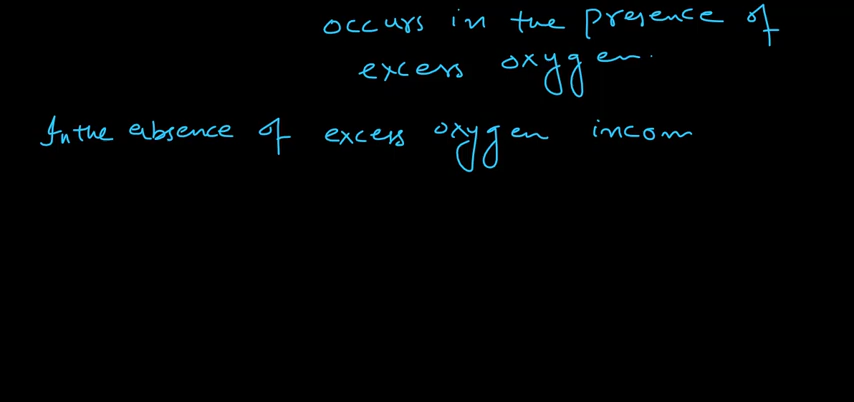 occurs in the presence of
excess oxygen.
In the absence of excess oxygen incom